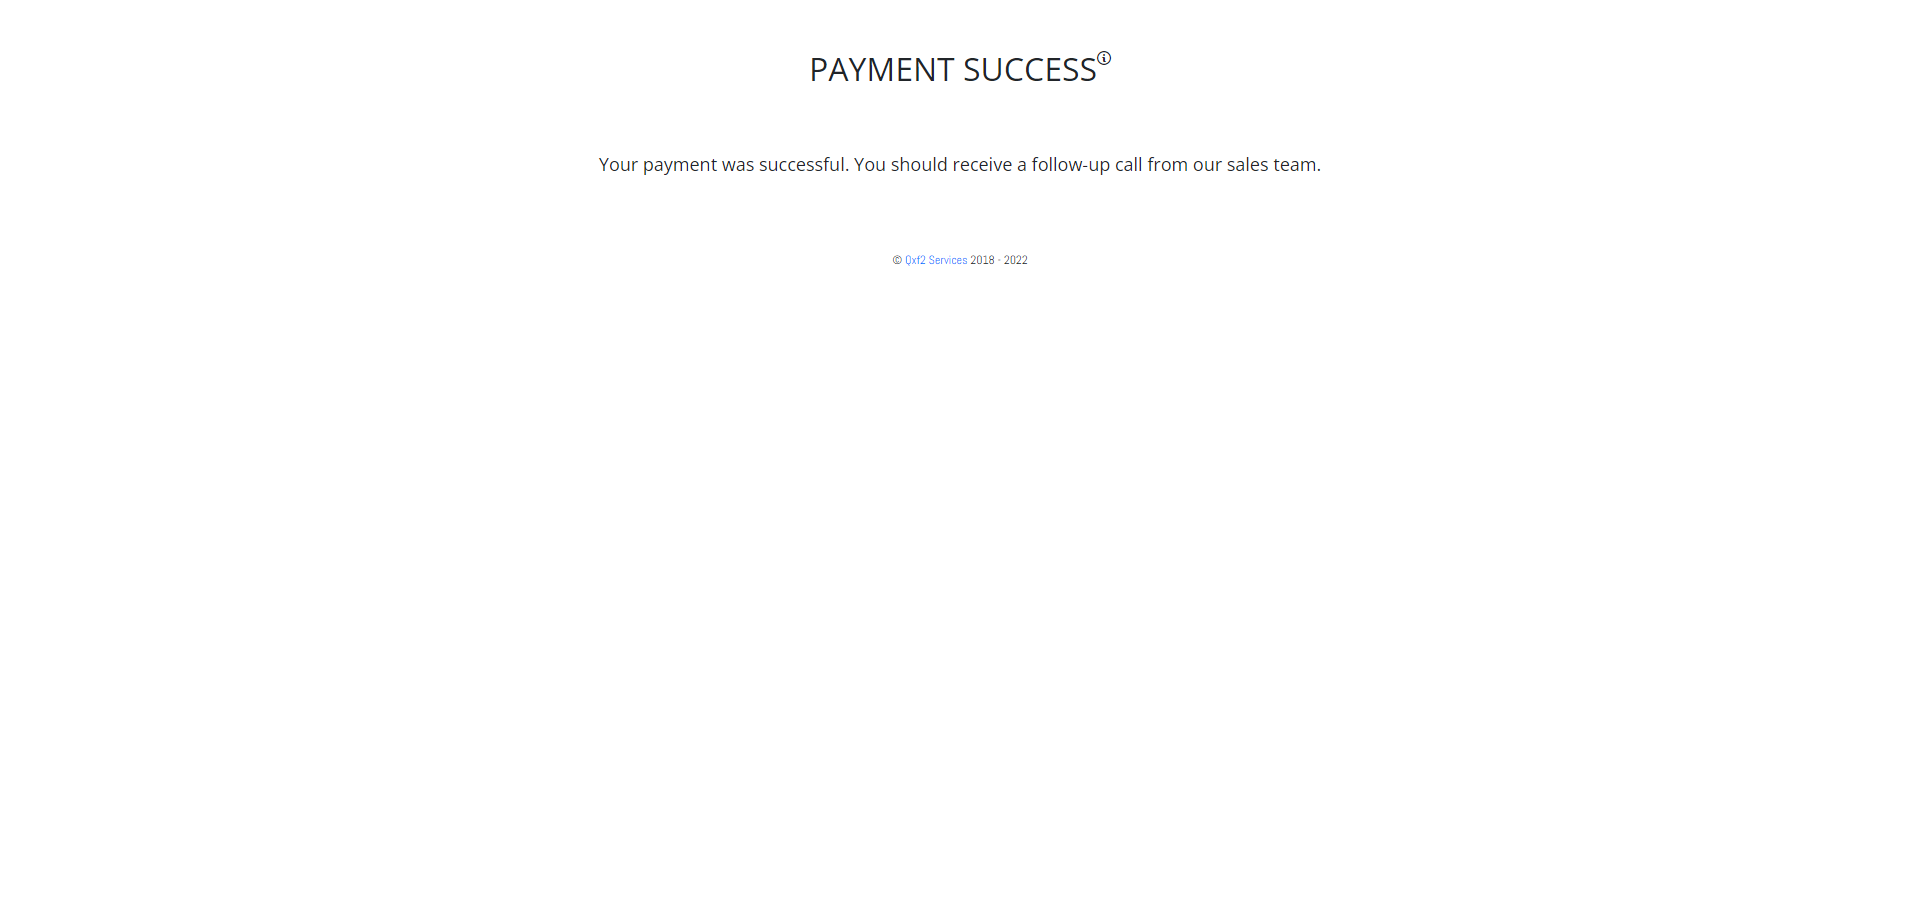 PAYMENT SUCCESS
Your payment was successful. You should receive a follow-up call from our sales team.
© Qxf2 Services 2018 - 2022